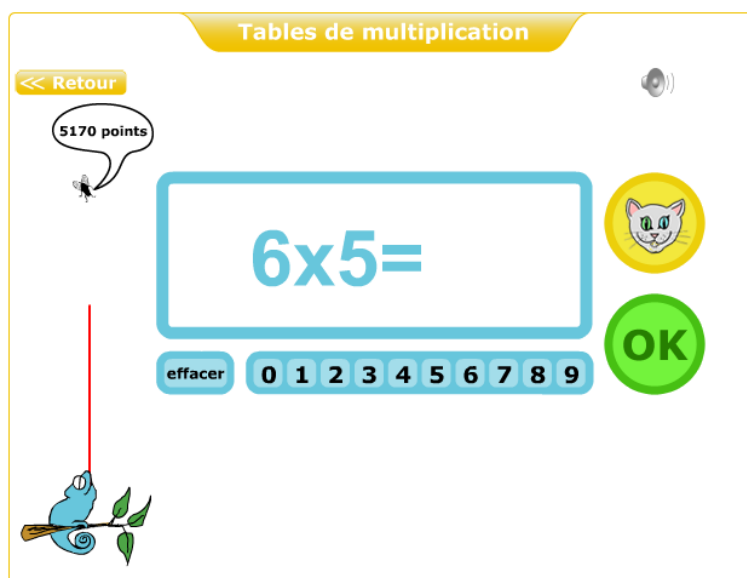 Tables de multiplication
<< Retour
5170 points
6x5=
OK
effacer 0 1 2 3 4 5 6 7 8 9